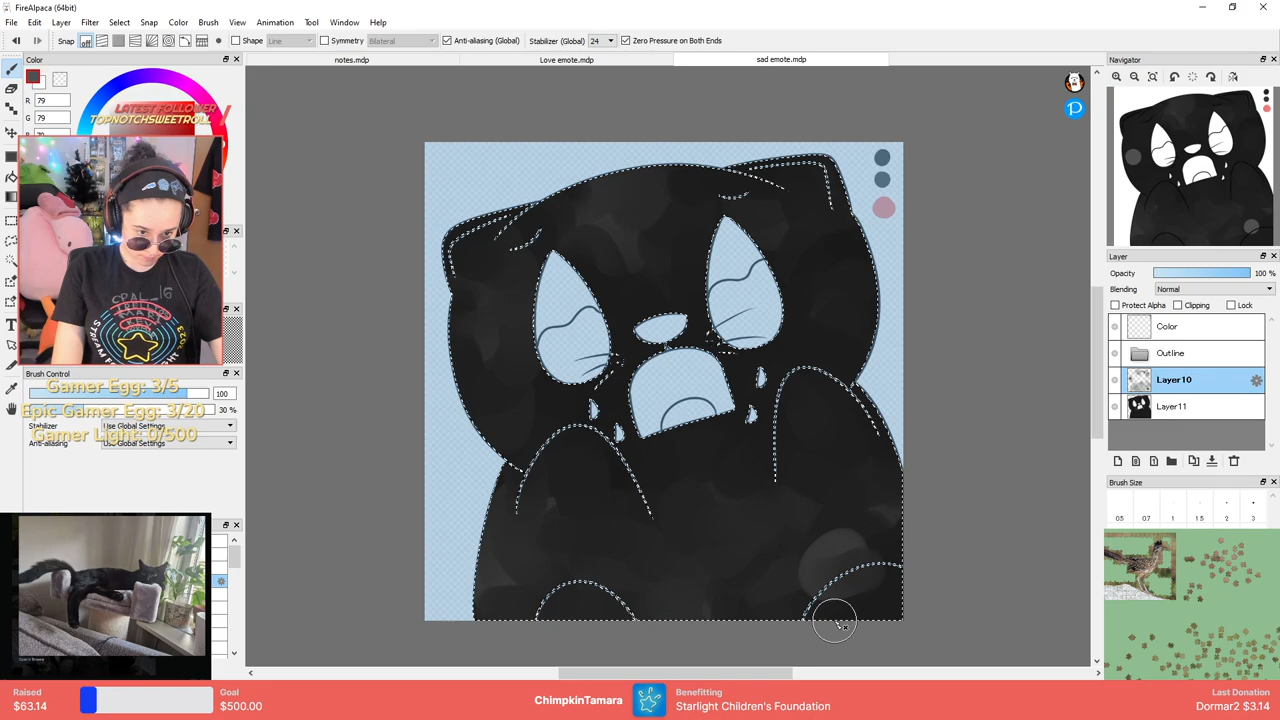 FireAlpaca (64bit)
File Edit Layer Filter Select Snap Color Brush View Animation Tool Window Help
Snap off Shape Line Symmetry Bilateral Anti-aliasing (Global) Stabilizer (Global) 24 Zero Pressure on Both Ends
Color
notes.mdp Love emote.mdp sad emote.mdp
Navigator
R 79
G 79
LATEST FOLLOWER
TOPNOTCHSWEETROLL
Layer
Opacity 100 %
Blending Normal
Protect Alpha Clipping Lock
Color
Outline
Layer10
Layer11
Brush Control
100
30 %
Gamer Egg: 3/5
Epic Gamer Egg: 3/20
Gamer Light: 0/500
Stabilizer Use Global Settings
Anti-aliasing Use Global Settings
Brush Size
0.5 0.7 1 1.5 2 3
Raised
$63.14
Goal
$500.00
ChimpkinTamara
Benefitting
Starlight Children's Foundation
Last Donation
Dormar2 $3.14